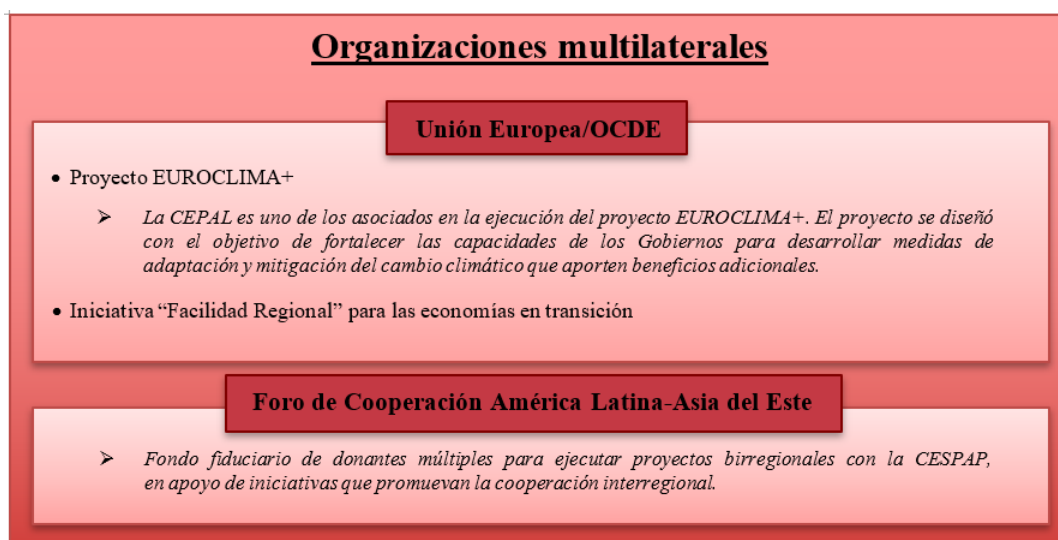 Organizaciones multilaterales
Unión Europea/OCDE
• Proyecto EUROCLIMA+
➢ La CEPAL es uno de los asociados en la ejecución del proyecto EUROCLIMA+. El proyecto se diseñó
con el objetivo de fortalecer las capacidades de los Gobiernos para desarrollar medidas de
adaptación y mitigación del cambio climático que aporten beneficios adicionales.
• Iniciativa “Facilidad Regional” para las economías en transición
Foro de Cooperación América Latina-Asia del Este
➢ Fondo fiduciario de donantes múltiples para ejecutar proyectos birregionales con la CESPAP,
en apoyo de iniciativas que promuevan la cooperación interregional.